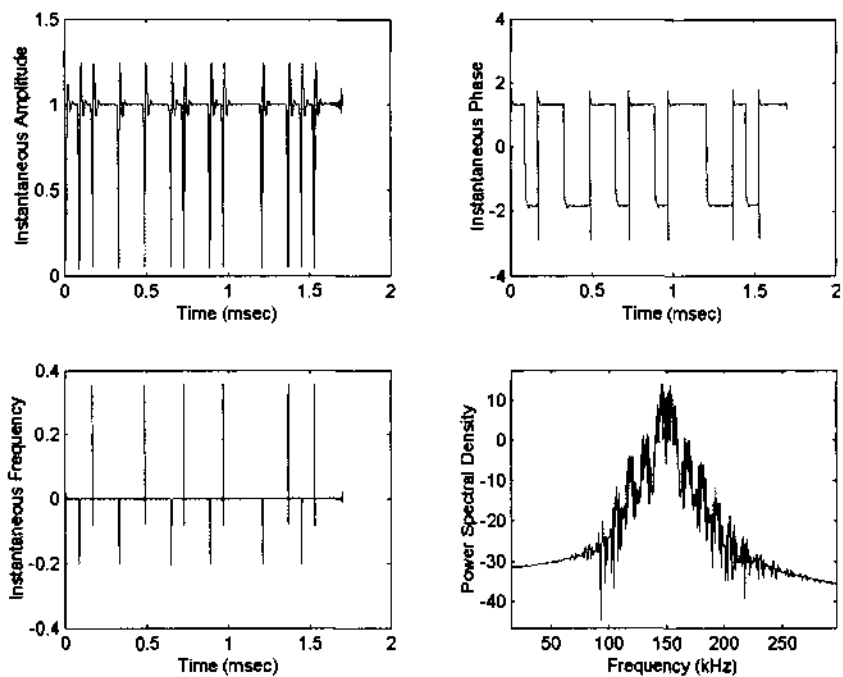 1.5
1
0.5
0
Instantaneous Amplitude
0 0.5 1 1.5 2
Time (msec)
4
2
0
-2
-4
Instantaneous Phase
0 0.5 1 1.5 2
Time (msec)
0.4
0.2
0
-0.2
-0.4
Instantaneous Frequency
0 0.5 1 1.5 2
Time (msec)
10
0
-10
-20
-30
-40
Power Spectral Density
50 100 150 200 250
Frequency (kHz)